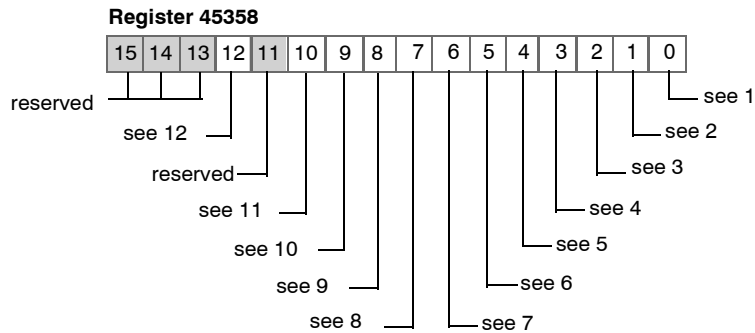 Register 45358
15 14 13 12 11 10 9 8 7 6 5 4 3 2 1 0
reserved
see 1
see 12
see 2
reserved
see 3
see 11
see 4
see 10
see 5
see 9
see 6
see 8
see 7